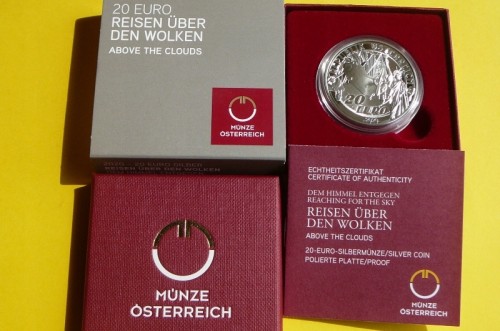 20 EURO
REISEN ÜBER
DEN WOLKEN
ABOVE THE CLOUDS
MÜNZE
ÖSTERREICH
20 EURO
ECHTHEITSZERTIFIKAT
CERTIFICATE OF AUTHENTICITY
DEM HIMMEL ENTGEGEN
REACHING FOR THE SKY
REISEN ÜBER
DEN WOLKEN
ABOVE THE CLOUDS
20-EURO-SILBERMÜNZE/SILVER COIN
POLIERTE PLATTE/PROOF
REISEN ÜBER DEN WOLKEN
MÜNZE
ÖSTERREICH